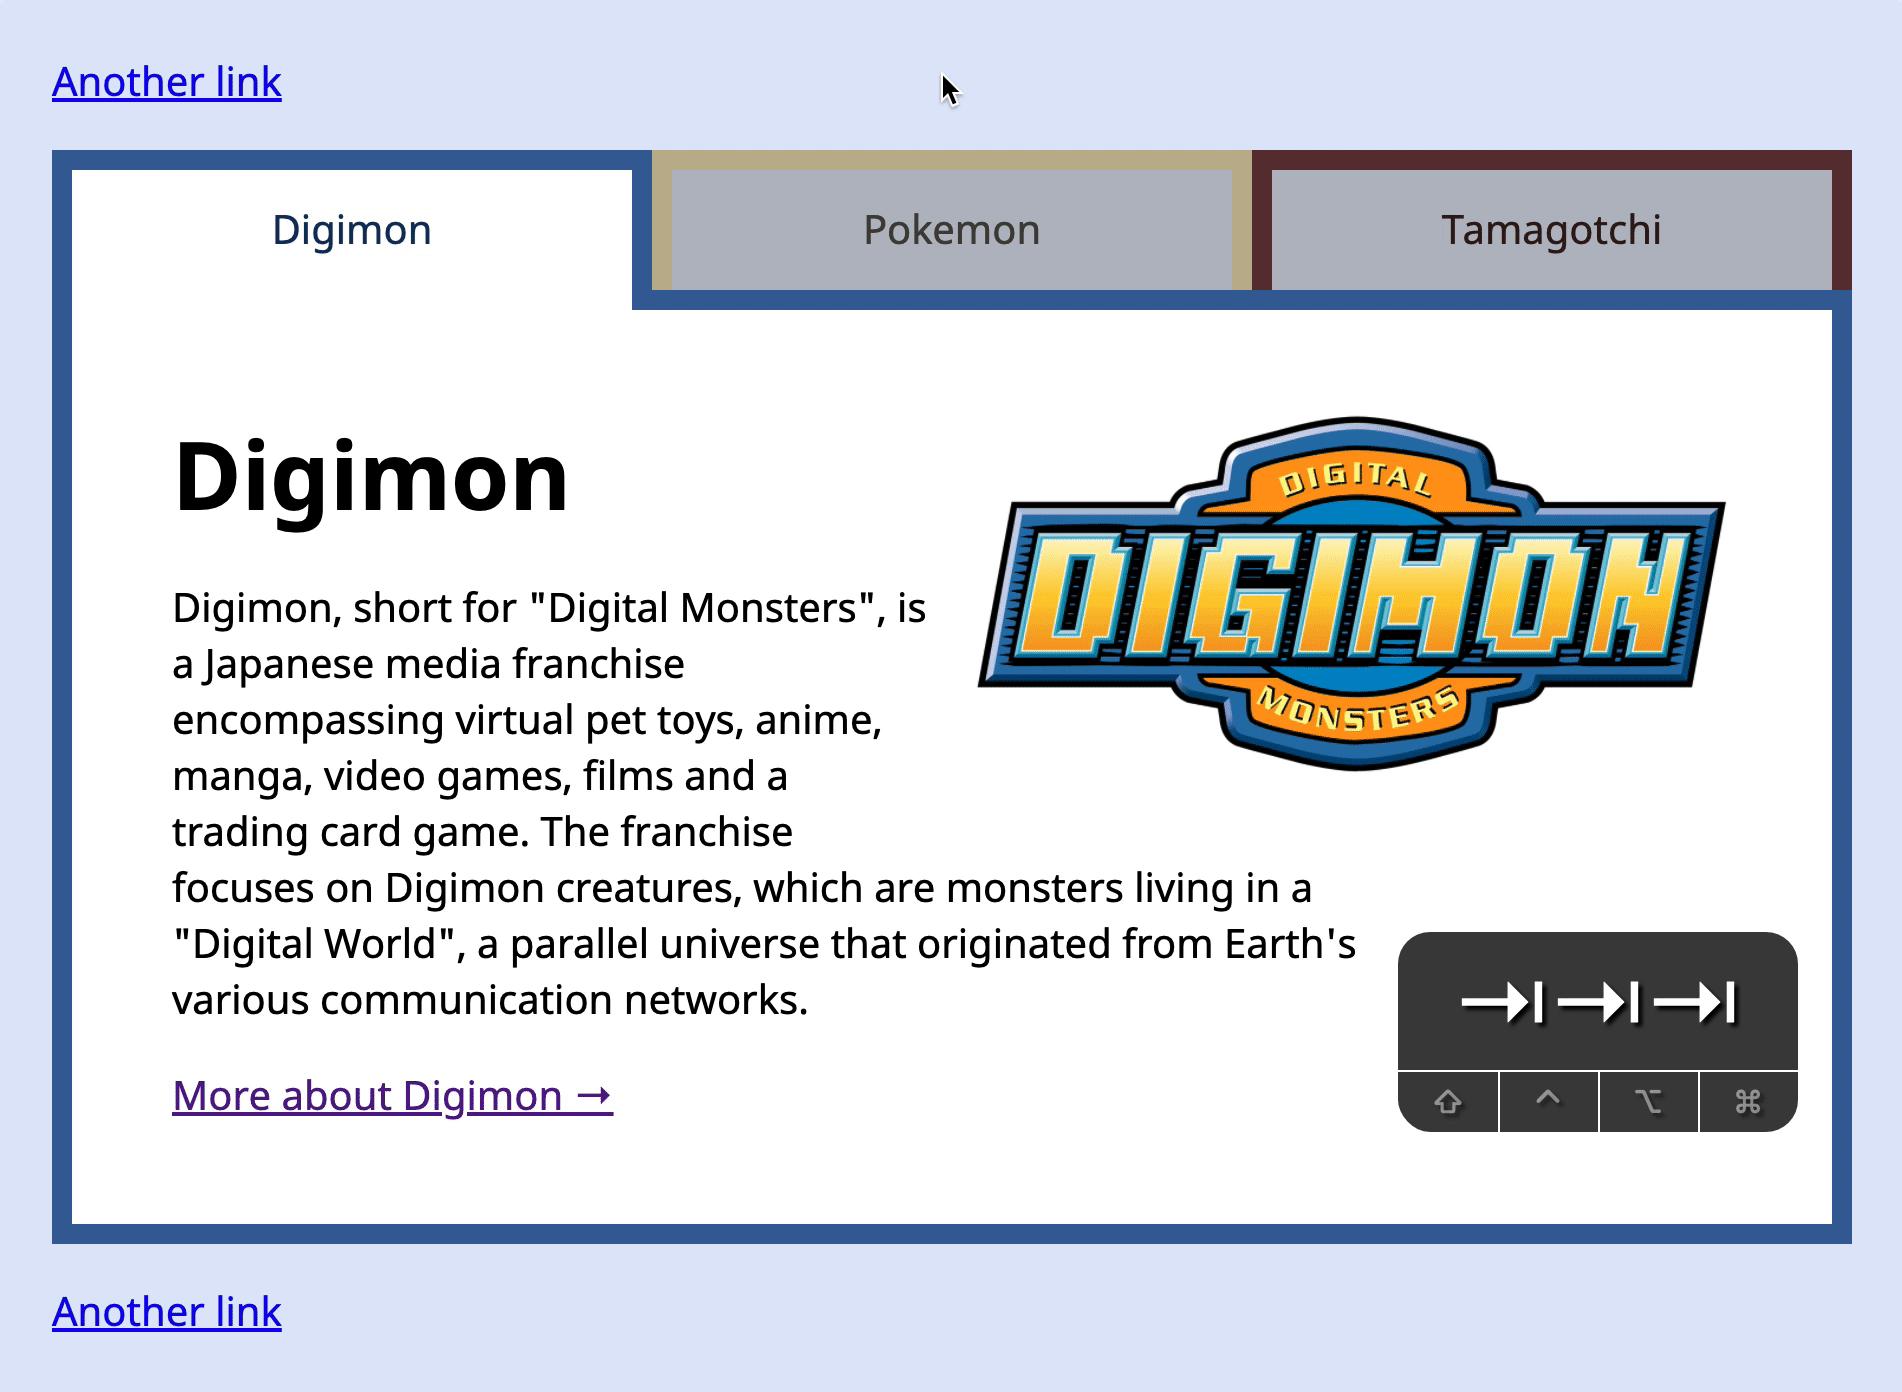 Another link
Digimon
Pokemon
Tamagotchi
Digimon
DIGITAL
DIGIMON
MONSTERS
Digimon, short for "Digital Monsters", is
a Japanese media franchise
encompassing virtual pet toys, anime,
manga, video games, films and a
trading card game. The franchise
focuses on Digimon creatures, which are monsters living in a
"Digital World", a parallel universe that originated from Earth's
various communication networks.
More about Digimon →
⇥⇥⇥
⇧ ⌃ ⌥ ⌘
Another link